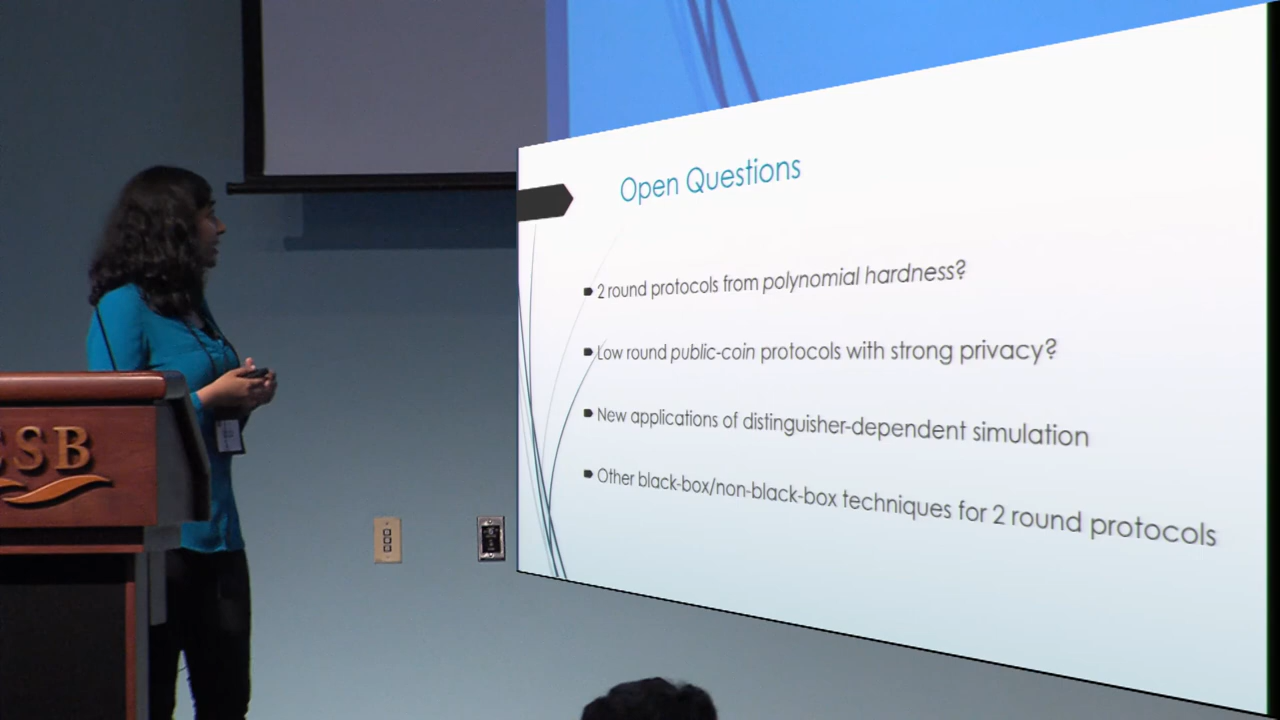 Open Questions
2 round protocols from polynomial hardness?
Low round public-coin protocols with strong privacy?
New applications of distinguisher-dependent simulation
Other black-box/non-black-box techniques for 2 round protocols
SB